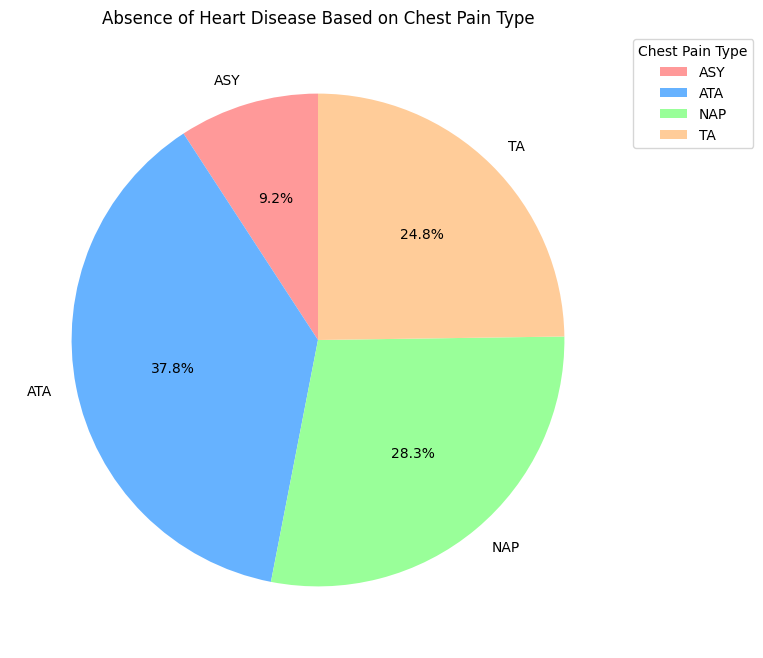 Absence of Heart Disease Based on Chest Pain Type
Chest Pain Type
ASY
ATA
NAP
TA
ASY
TA
9.2%
24.8%
37.8%
ATA
28.3%
NAP